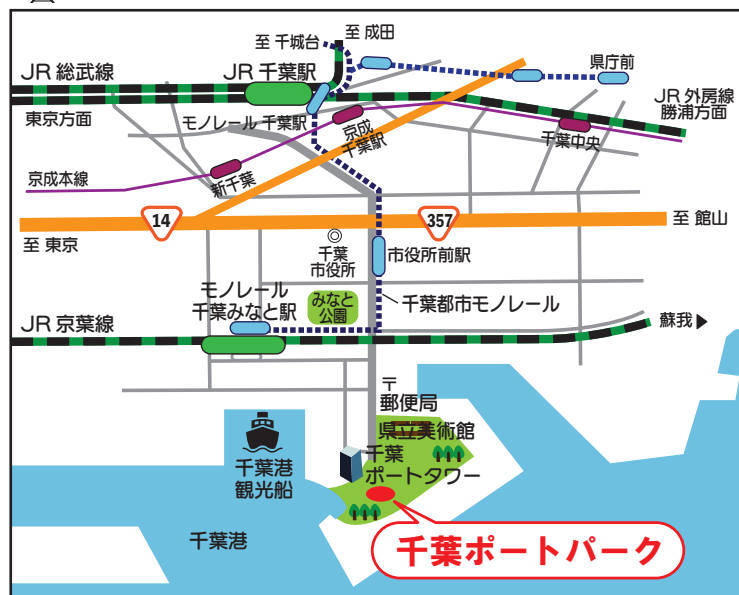 至 千城台
至 成田
県庁前
JR 総武線
JR 千葉駅
東京方面
モノレール 千葉駅
京成
千葉駅
JR 外房線
勝浦方面
千葉中央
京成本線
新千葉
14
357
至 東京
至 館山
千葉
市役所
市役所前駅
モノレール
千葉みなと駅
みなと
公園
千葉都市モノレール
JR 京葉線
蘇我
〒
郵便局
県立美術館
千葉
ポートタワー
千葉港
観光船
千葉港
千葉ポートパーク